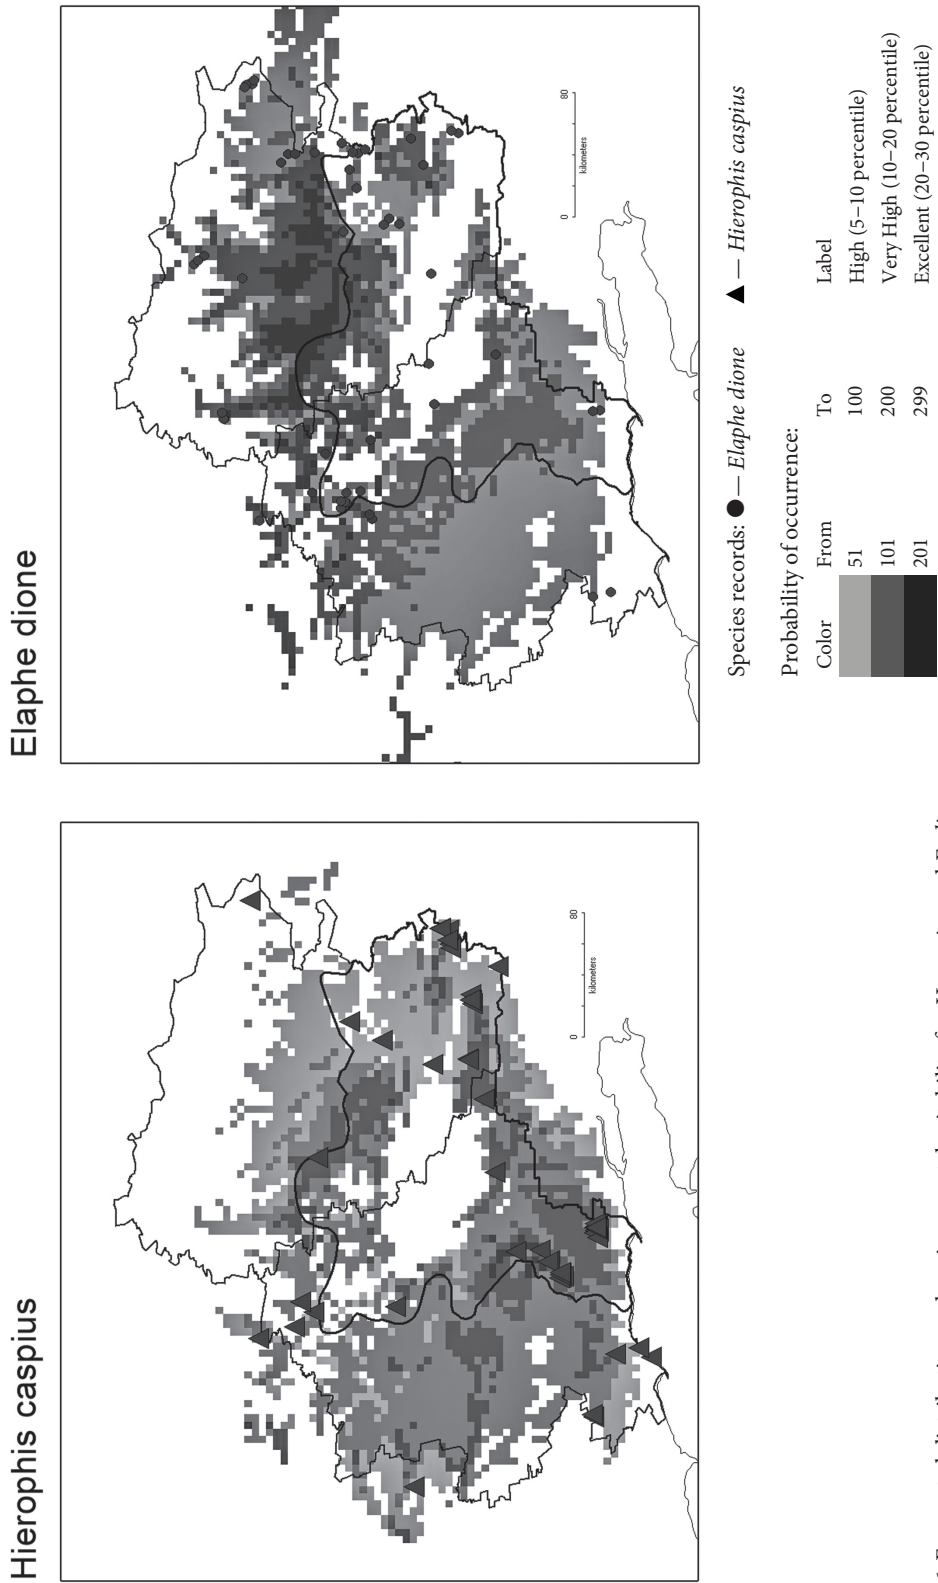 Hierophis caspius
Elaphe dione
0 80
kilometers
0 80
kilometers
Species records: ●— Elaphe dione ▲ — Hierophis caspius
Probability of occurrence:
Color From To Label
51 100 High (5–10 percentile)
101 200 Very High (10–20 percentile)
201 299 Excellent (20–30 percentile)